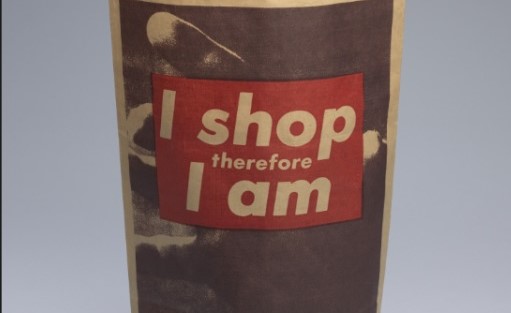 I shop
therefore
I am